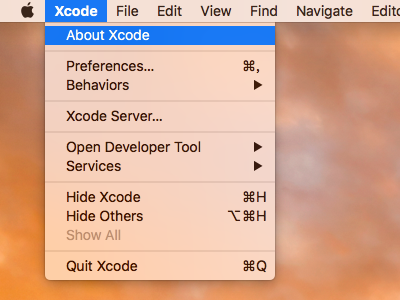 Xcode File Edit View Find Navigate
About Xcode
Preferences... ⌘,
Behaviors ▶
Xcode Server...
Open Developer Tool ▶
Services ▶
Hide Xcode ⌘H
Hide Others ⌥⌘H
Show All
Quit Xcode ⌘Q